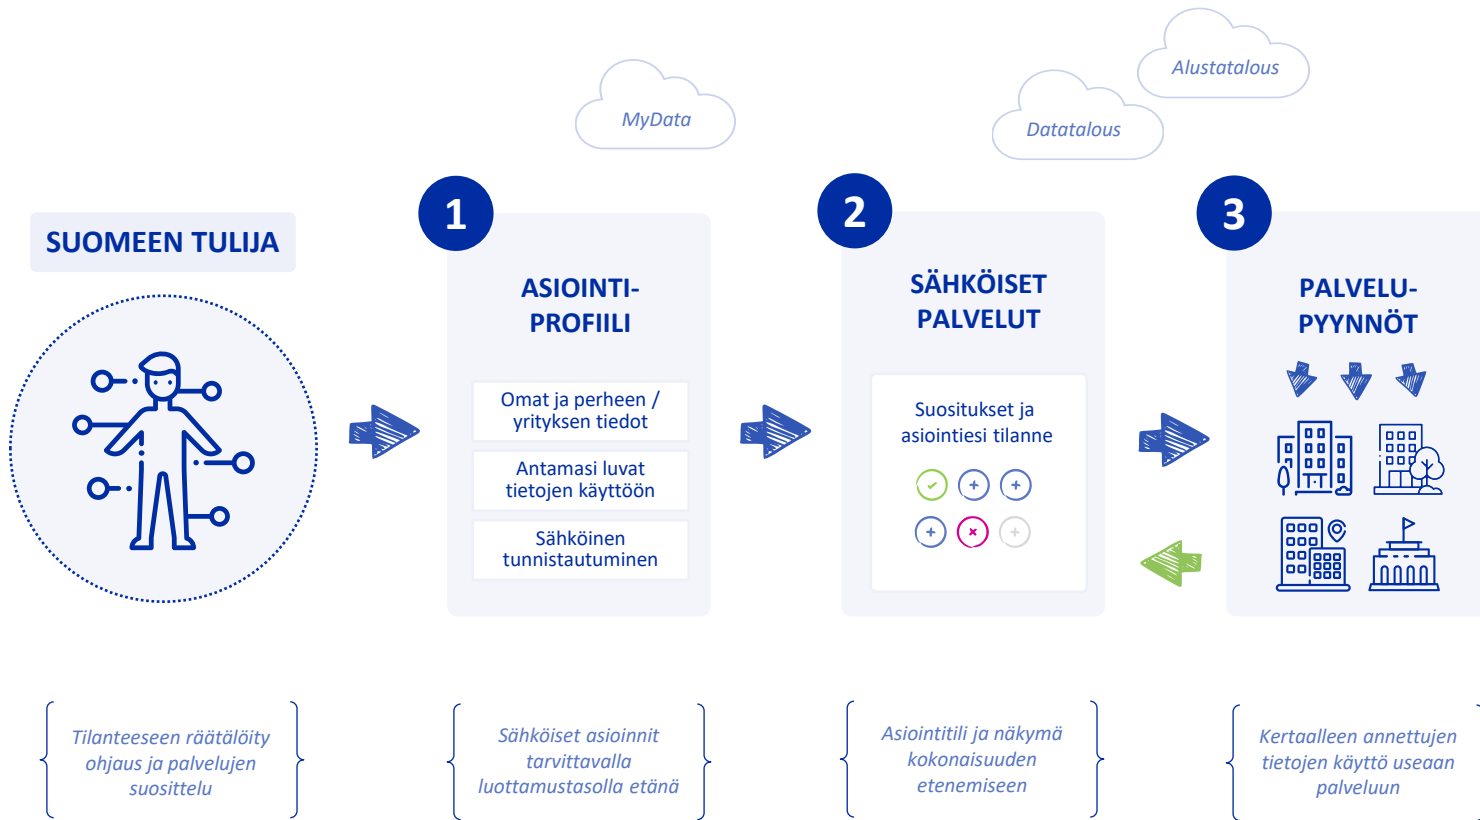 MyData
Datatalous
Alustatalous
SUOMEEN TULIJA
1
ASIOINTI-
PROFIILI
Omat ja perheen /
yrityksen tiedot
Antamasi luvat
tietojen käyttöön
Sähköinen
tunnistautuminen
2
SÄHKÖISET
PALVELUT
Suositukset ja
asiointiesi tilanne
3
PALVELU-
PYYNNÖT
Tilanteeseen räätälöity
ohjaus ja palvelujen
suosittelu
Sähköiset asioinnit
tarvittavalla
luottamustasolla etänä
Asiointitili ja näkymä
kokonaisuuden
etenemiseen
Kertaalleen annettujen
tietojen käyttö useaan
palveluun